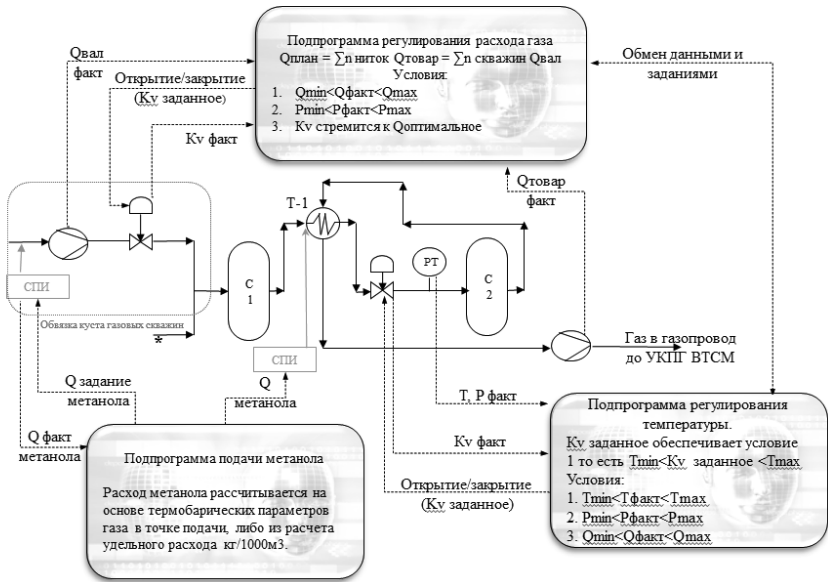 Подпрограмма регулирования расхода газа
Qплан = ∑n ниток Qтовар = ∑n скважин Qвал
Условия:
1. Qmin<Qфакт<Qmax
2. Pmin<Pфакт<Pmax
3. Kv стремится к Qоптимальное
Qвал
факт
Открытие/закрытие
(Kv заданное)
Kv факт
Обмен данными и
заданиями
Qтовар
факт
Т-1
СПИ
С
1
РТ
С
2
Обвязка куста газовых скважин
*
СПИ
Газ в газопровод
до УКПГ ВТСМ
Q задание
метанола
Q
метанола
Т, Р факт
Q факт
метанола
Kv факт
Открытие/закрытие
(Kv заданное)
Подпрограмма подачи метанола
Расход метанола рассчитывается на
основе термобарических параметров
газа в точке подачи, либо из расчета
удельного расхода кг/1000м3.
Подпрограмма регулирования
температуры.
Kv заданное обеспечивает условие
1 то есть Tmin<Kv заданное <Tmax
Условия:
1. Tmin<Tфакт<Tmax
2. Pmin<Pфакт<Pmax
3. Qmin<Qфакт<Qmax